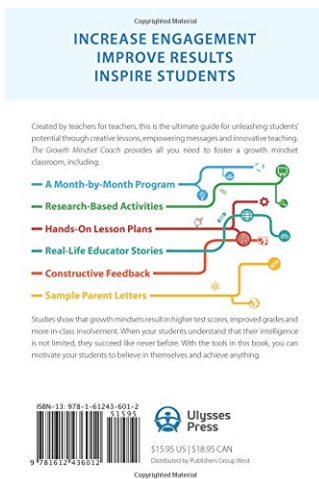 Copyrighted Material
INCREASE ENGAGEMENT
IMPROVE RESULTS
INSPIRE STUDENTS
Created by teachers for teachers, this is the ultimate guide for unleashing students'
potential through creative lessons, empowering messages and innovative teaching.
The Growth Mindset Coach provides all you need to foster a growth mindset
classroom, including:
A Month-by-Month Program
Research-Based Activities
Hands-On Lesson Plans
Real-Life Educator Stories
Constructive Feedback
Sample Parent Letters
Studies show that growth mindsets result in higher test scores, improved grades and
more in-class involvement. When your students understand that their intelligence
is not limited, they succeed like never before. With the tools in this book, you can
motivate your students to believe in themselves and achieve anything.
ISBN-13: 978-1-61243-601-2
51595
9 781612 436012
Ulysses
Press
$15.95 US | $18.95 CAN
Distributed by Publishers Group West
Copyrighted Material